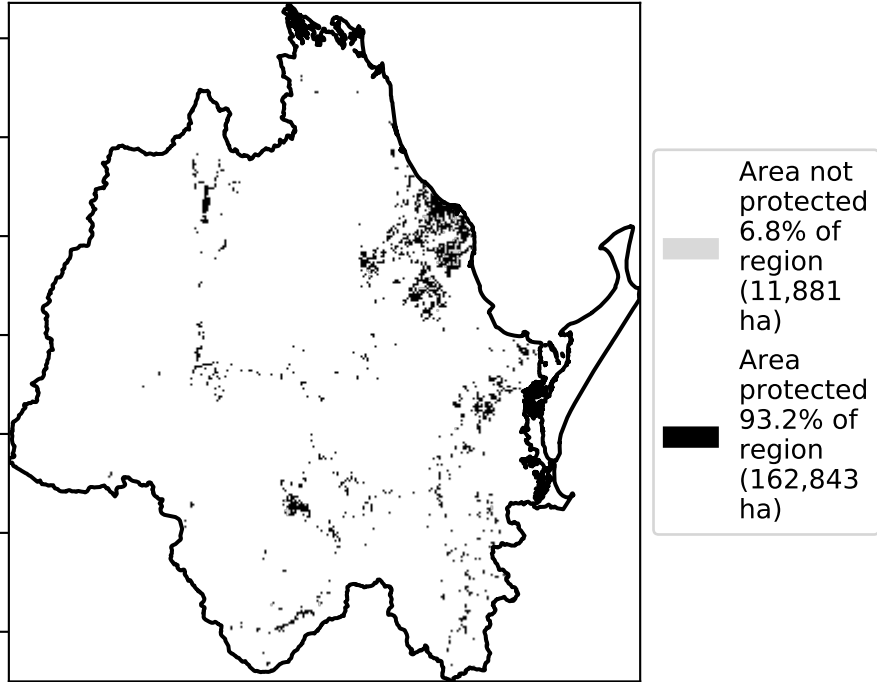 Area not
protected
6.8% of
region
(11,881
ha)
Area
protected
93.2% of
region
(162,843
ha)